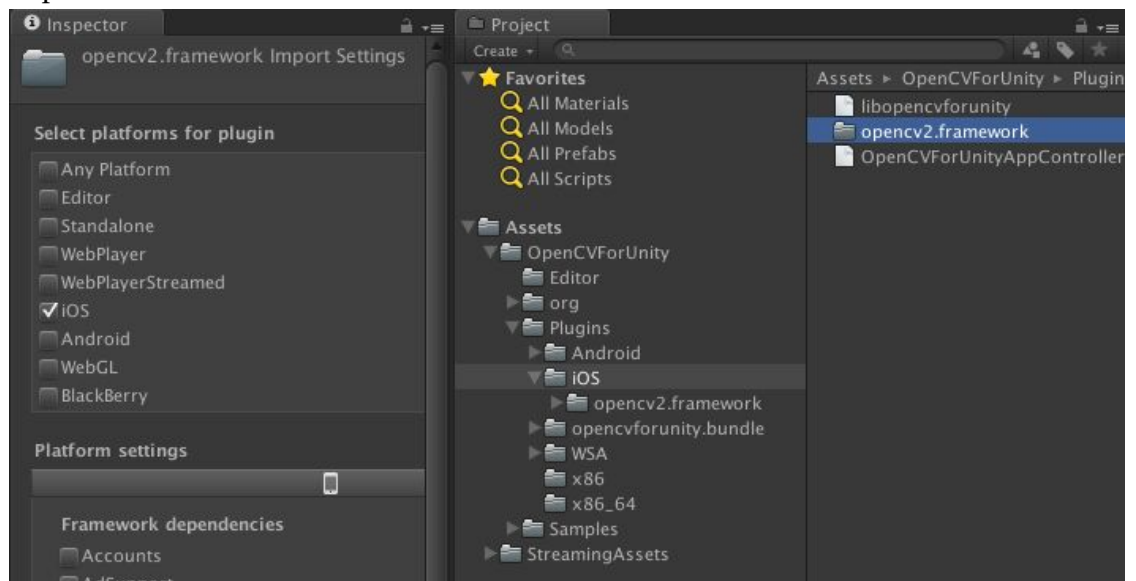 Inspector
opencv2.framework Import Settings
Select platforms for plugin
Any Platform
Editor
Standalone
WebPlayer
WebPlayerStreamed
iOS
Android
WebGL
BlackBerry
Platform settings
Framework dependencies
Accounts
Project
Create
Favorites
All Materials
All Models
All Prefabs
All Scripts
Assets
OpenCVForUnity
Editor
org
Plugins
Android
iOS
opencv2.framework
opencvforunity.bundle
WSA
x86
x86_64
Samples
StreamingAssets
Assets ▸ OpenCVForUnity ▸ Plugin
libopencvforunity
opencv2.framework
OpenCVForUnityAppController